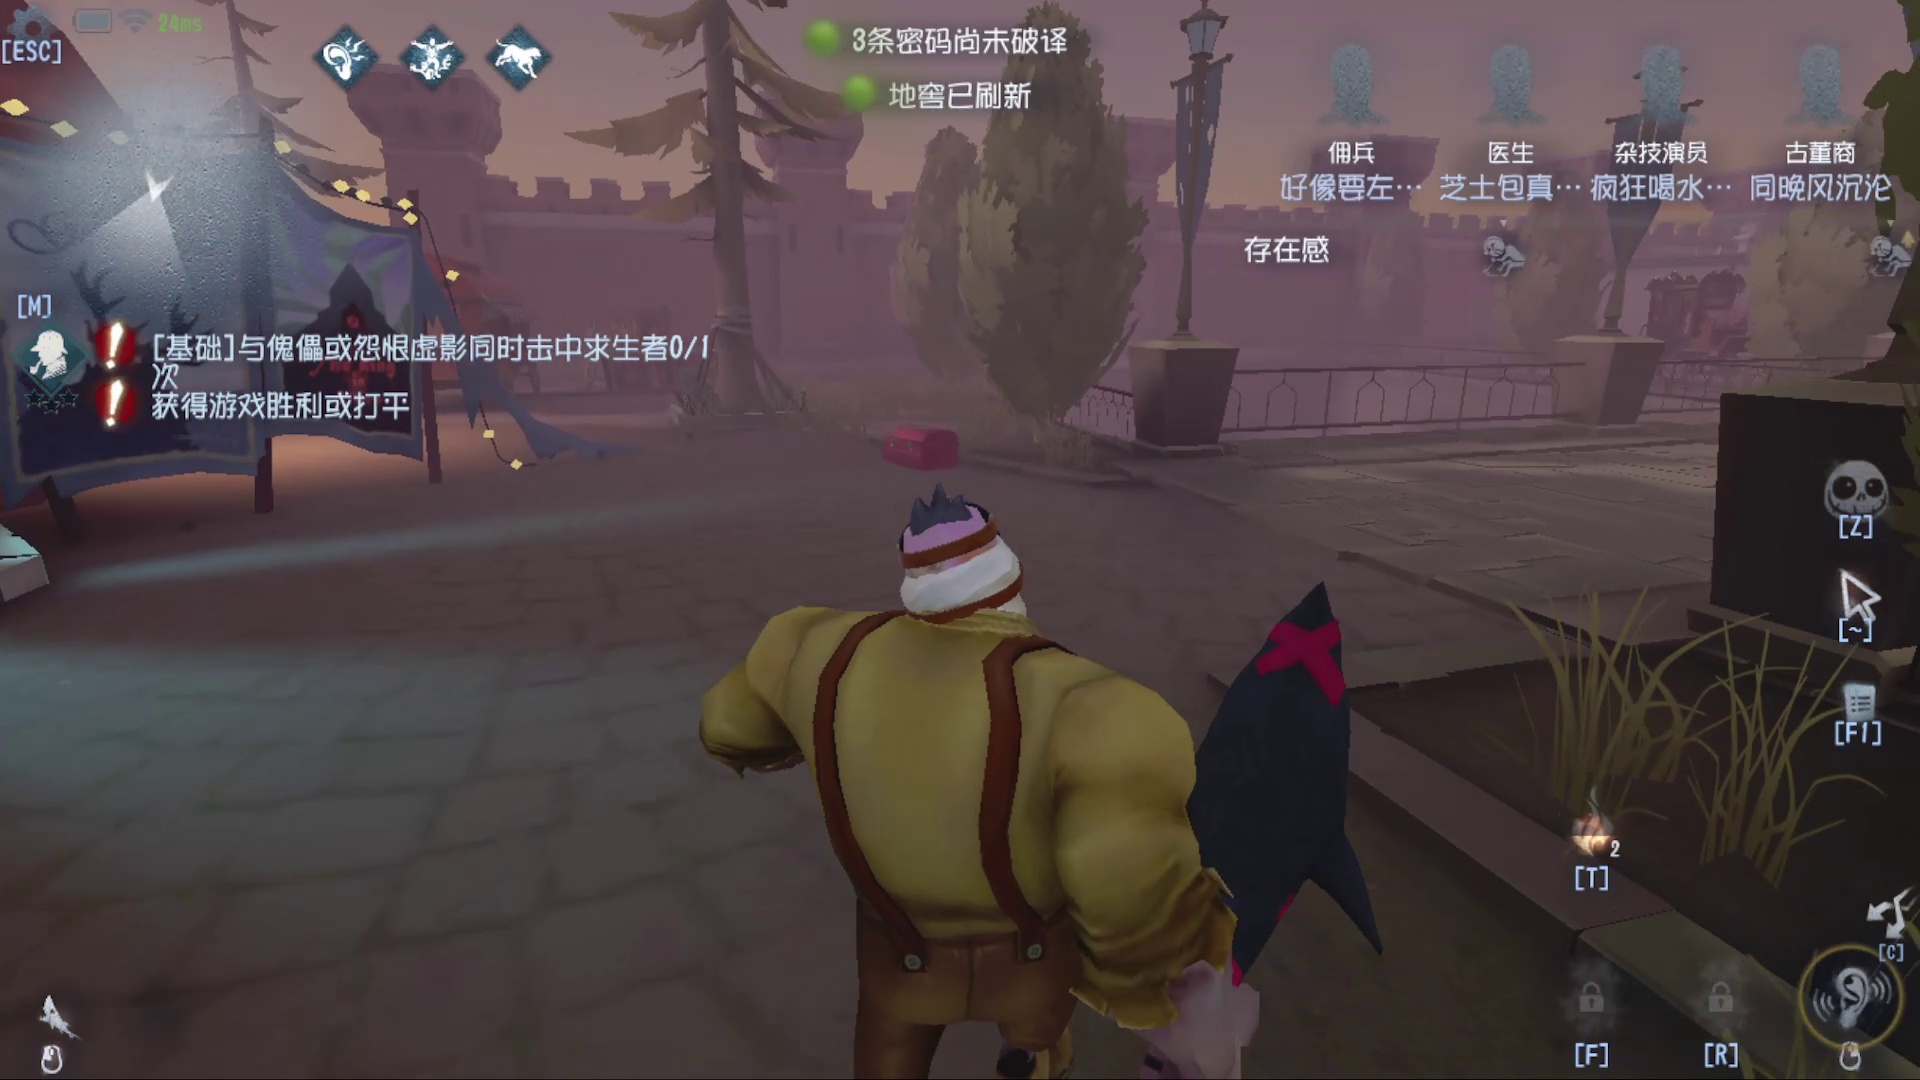 24ms
[ESC]
3条密码尚未破译
地窖已刷新
佣兵 医生 杂技演员 古董商
好像要左… 芝士包真… 疯狂喝水… 同晚风沉沦
存在感
[M]
[基础]与傀儡或怨恨虚影同时击中求生者0/1
次
获得游戏胜利或打平
[Z]
[~]
[F1]
2
[T]
[C]
[F] [R]